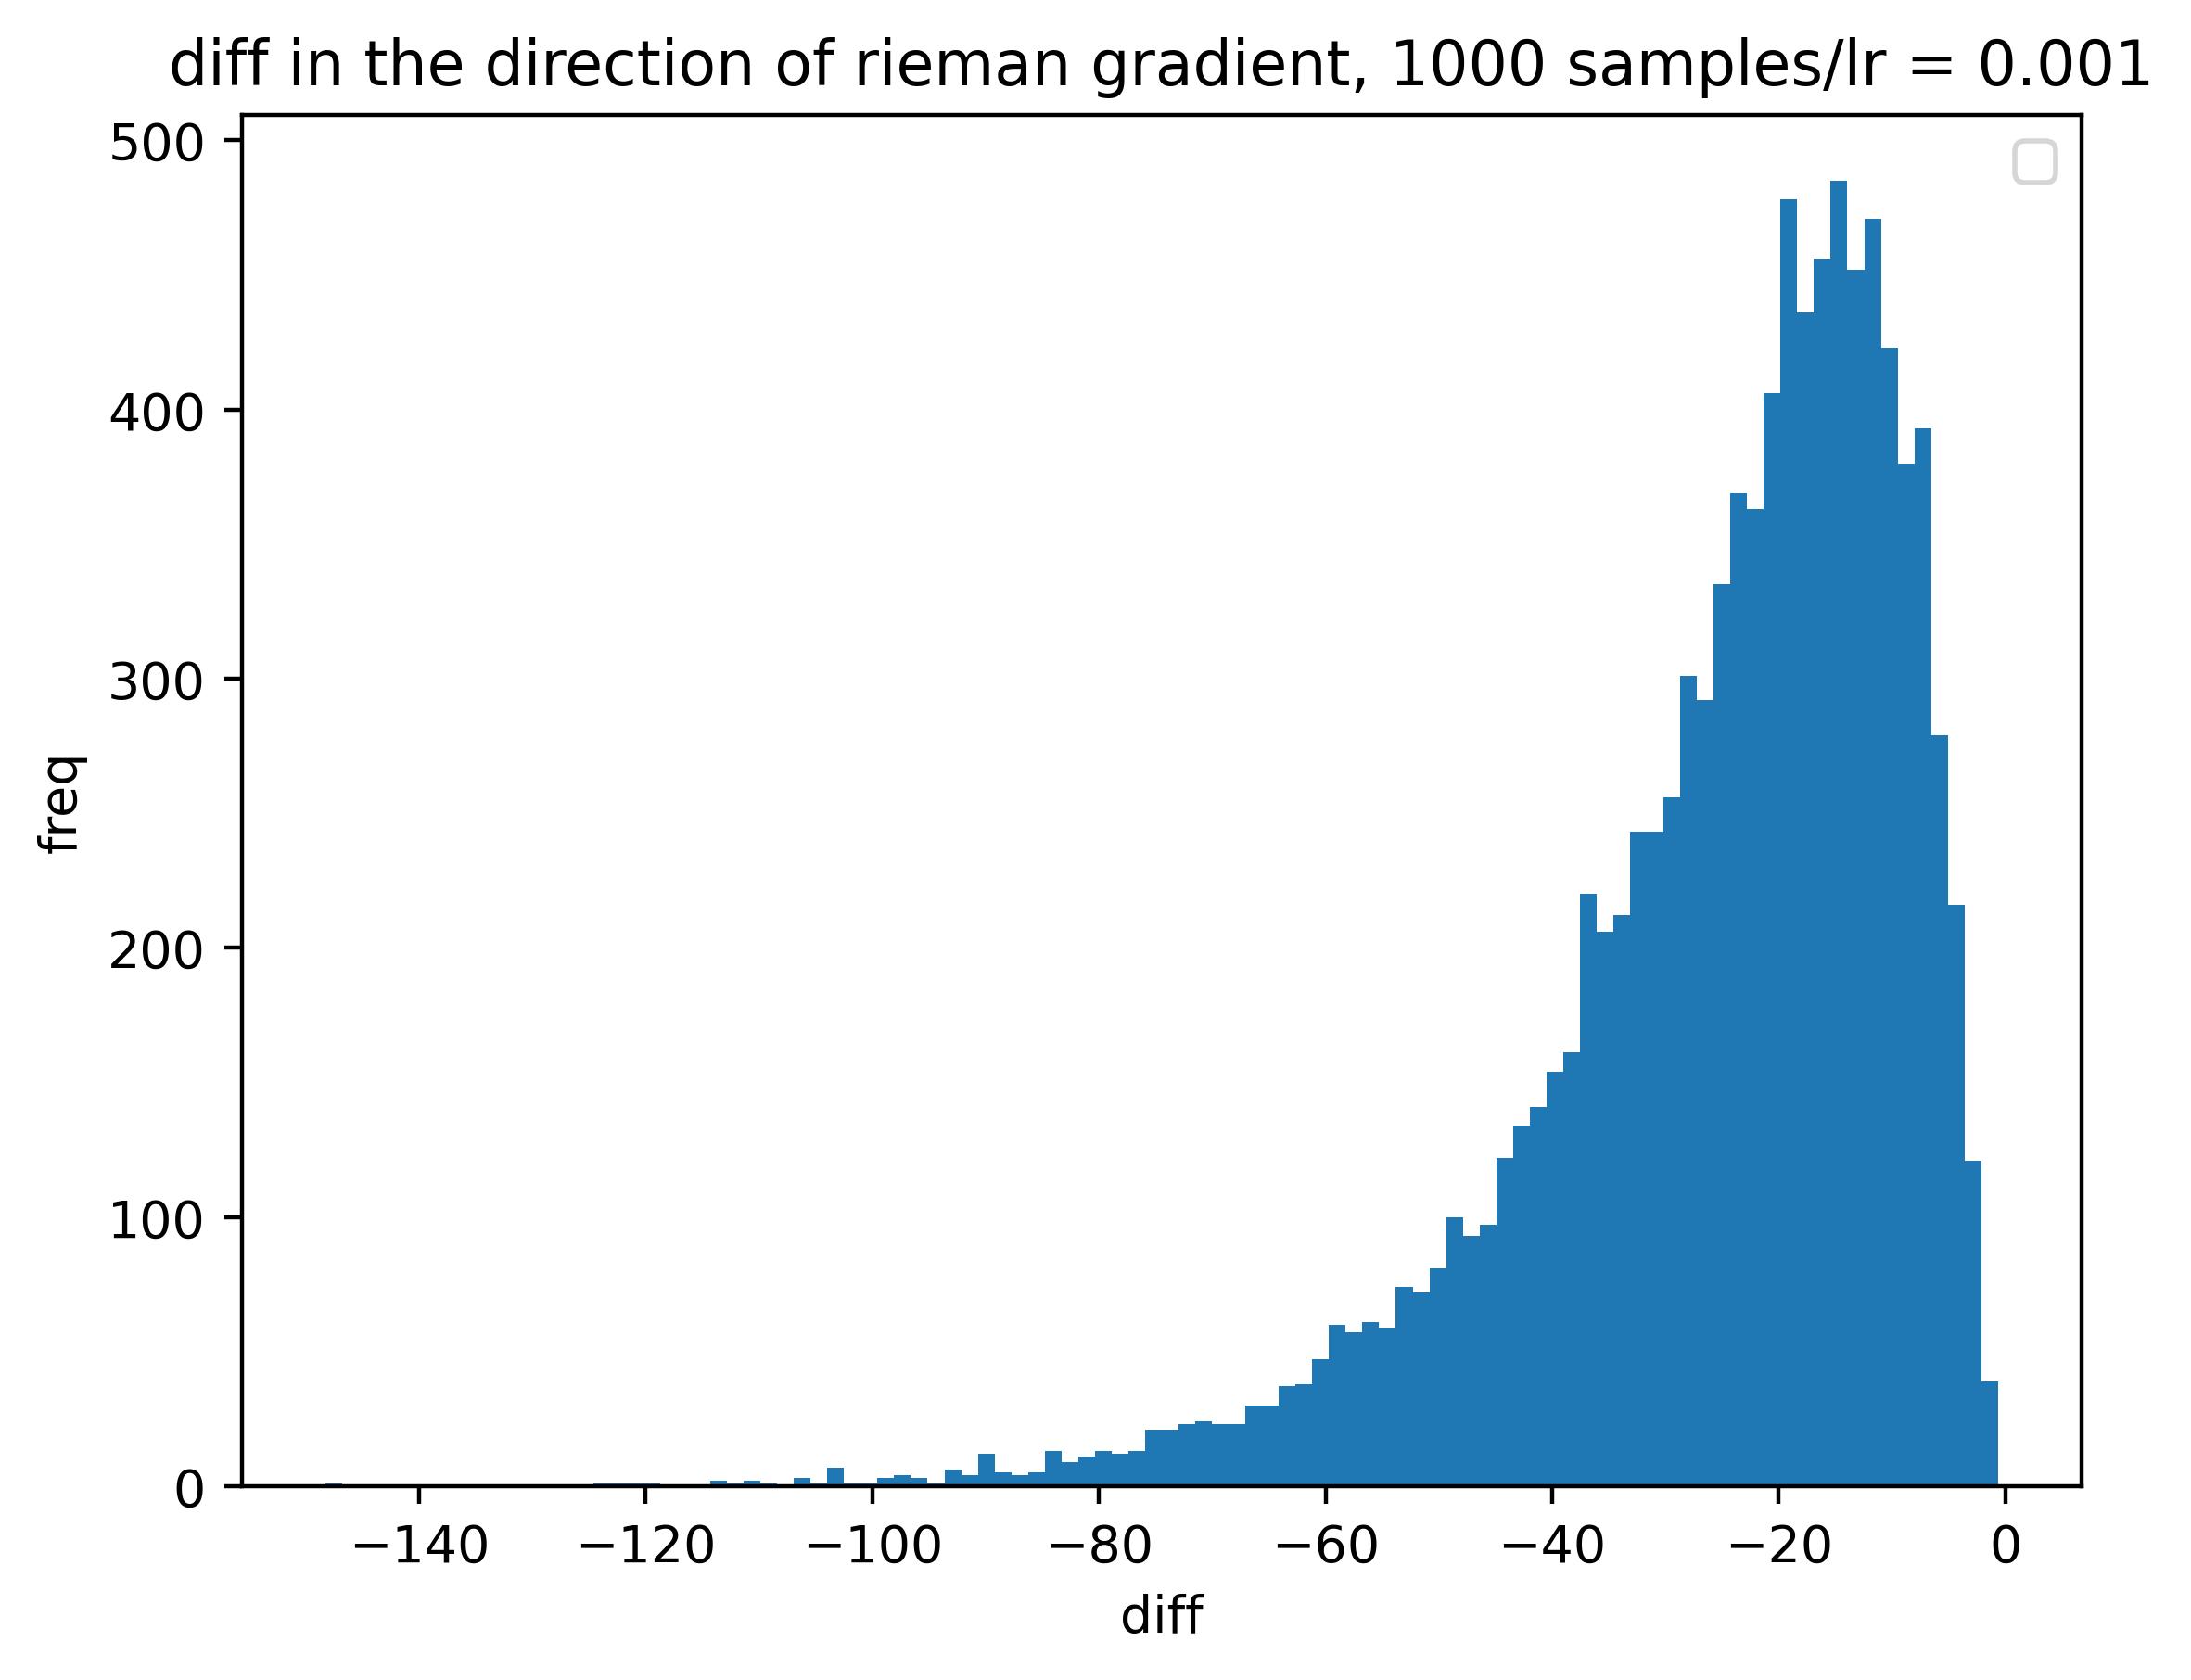 diff in the direction of rieman gradient, 1000 samples/lr = 0.001
500
400
300
200
100
0
freq
−140 −120 −100 −80 −60 −40 −20 0
diff